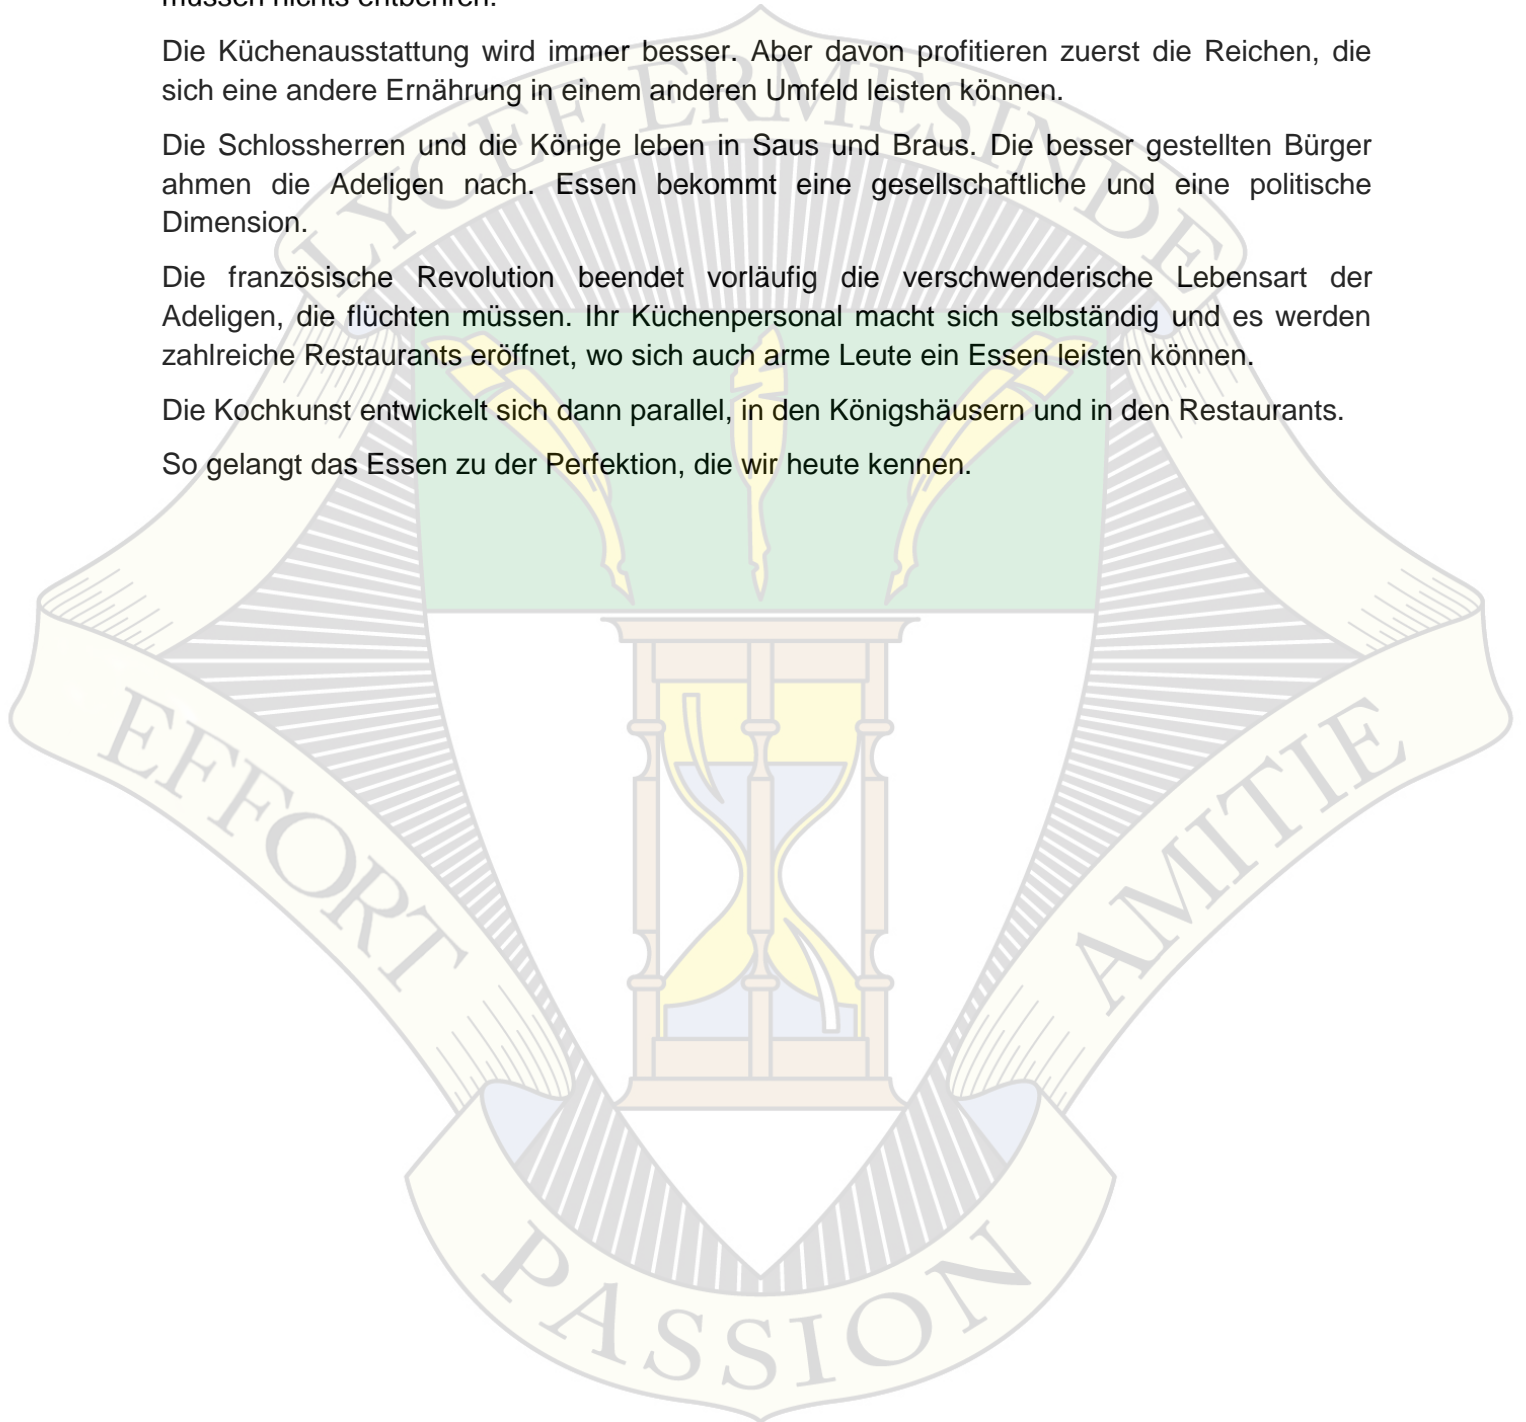 müssen nichts entbehren.
Die Küchenausstattung wird immer besser. Aber davon profitieren zuerst die Reichen, die
sich eine andere Ernährung in einem anderen Umfeld leisten können.
Die Schlossherren und die Könige leben in Saus und Braus. Die besser gestellten Bürger
ahmen die Adeligen nach. Essen bekommt eine gesellschaftliche und eine politische
Dimension.
Die französische Revolution beendet vorläufig die verschwenderische Lebensart der
Adeligen, die flüchten müssen. Ihr Küchenpersonal macht sich selbständig und es werden
zahlreiche Restaurants eröffnet, wo sich auch arme Leute ein Essen leisten können.
Die Kochkunst entwickelt sich dann parallel, in den Königshäusern und in den Restaurants.
So gelangt das Essen zu der Perfektion, die wir heute kennen.
LYCEE ERMESINDE
EFFORT
AMITIE
PASSION